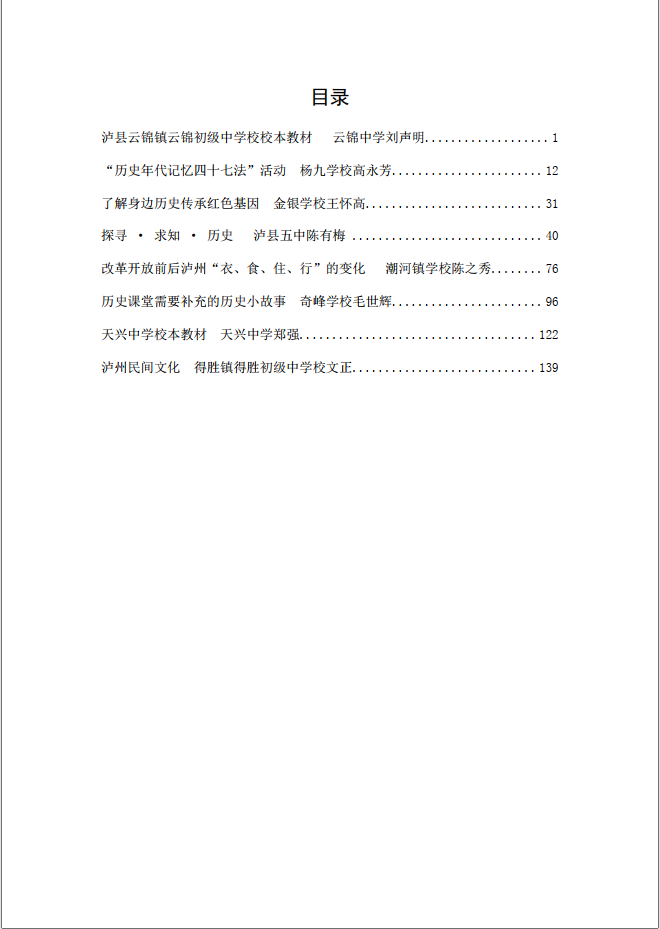 目录
泸县云锦镇云锦初级中学校校本教材 云锦中学刘声明...................1
“历史年代记忆四十七法”活动 杨九学校高永芳.......................12
了解身边历史传承红色基因 金银学校王怀高...........................31
探寻 · 求知 · 历史 泸县五中陈有梅 .............................40
改革开放前后泸州“衣、食、住、行”的变化 潮河镇学校陈之秀........76
历史课堂需要补充的历史小故事 奇峰学校毛世辉.......................96
天兴中学校本教材 天兴中学郑强....................................122
泸州民间文化 得胜镇得胜初级中学校文正............................139